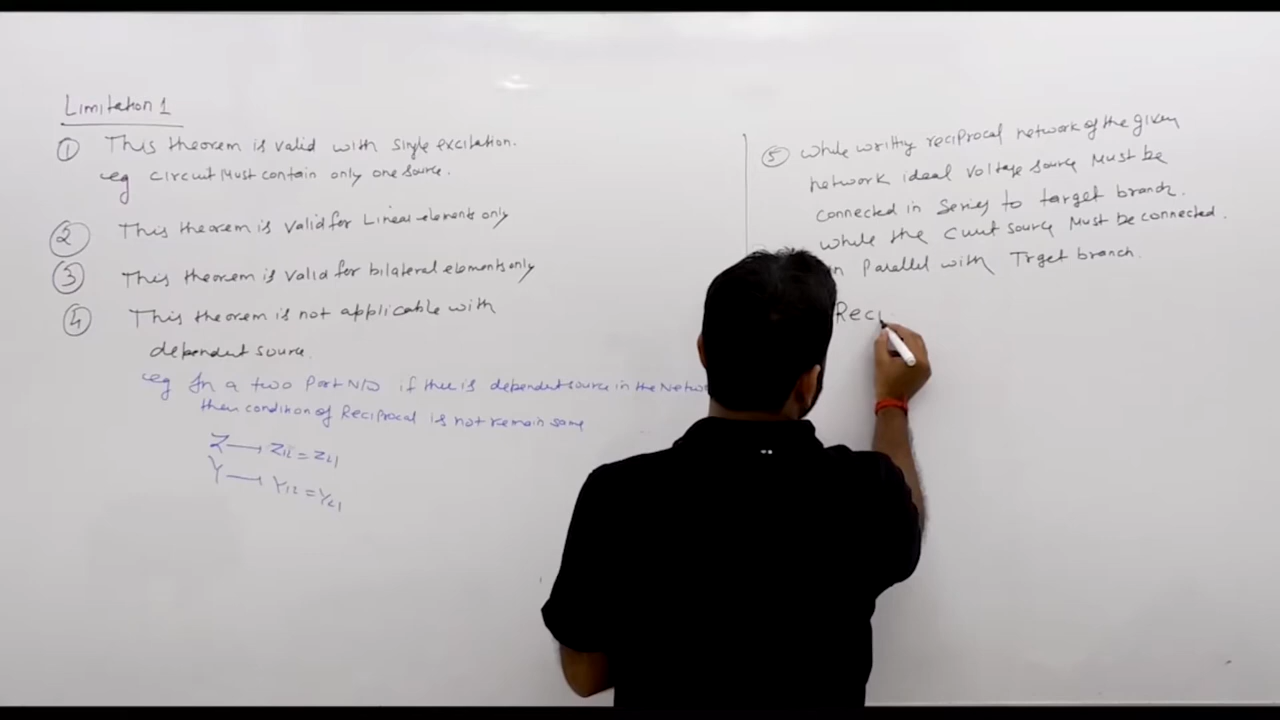 Limitation 1
① This theorem is valid with single excitation.
eg circuit Must contain only one source.
② This theorem is valid for Linear elements only
③ This theorem is valid for bilateral elements only
④ This theorem is not applicable with
dependent source.
eg In a two Port N/D if there is dependent source in the Netwo
then condition of Reciprocal is not remain same
Z → Z12 = Z21
Y → Y12 = Y21
⑤ While writing reciprocal network of the given
network ideal voltage source Must be
connected in Series to target branch.
while the source Must be connected.
in Parallel with Trget branch.
Reci